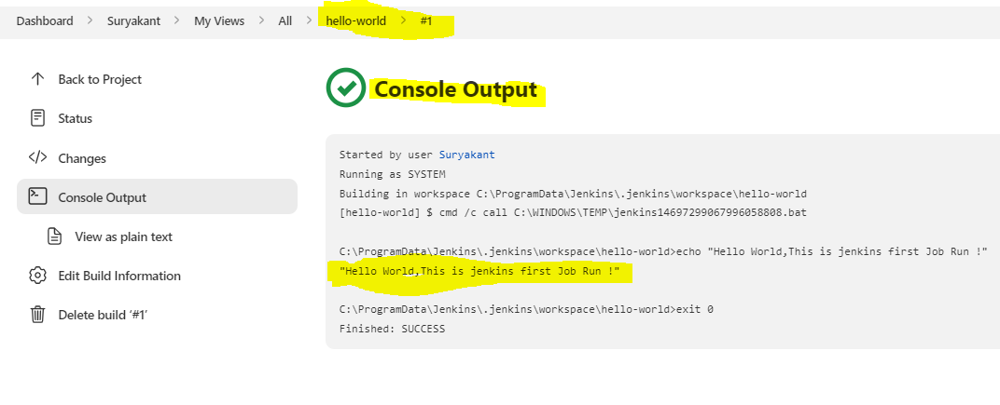 Dashboard > Suryakant > My Views > All > hello-world > #1
Back to Project
Status
Changes
Console Output
View as plain text
Edit Build Information
Delete build ‘#1’
Console Output
Started by user Suryakant
Running as SYSTEM
Building in workspace C:\ProgramData\Jenkins\.jenkins\workspace\hello-world
[hello-world] $ cmd /c call C:\WINDOWS\TEMP\jenkins14697299067996058808.bat
C:\ProgramData\Jenkins\.jenkins\workspace\hello-world>echo "Hello World,This is jenkins first Job Run !"
"Hello World,This is jenkins first Job Run !"
C:\ProgramData\Jenkins\.jenkins\workspace\hello-world>exit 0
Finished: SUCCESS